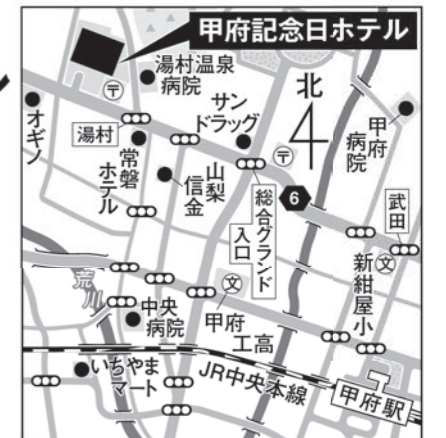 甲府記念日ホテル
湯村温泉
病院
〒
オギノ
湯村
常磐
ホテル
サン
ドラッグ
山梨
信金
北
〒
甲府
病院
総合グランド
入口
6
武田
文
新紺屋小
荒川
中央
病院
文
甲府
工高
いちやま
マート
JR中央本線
甲府駅